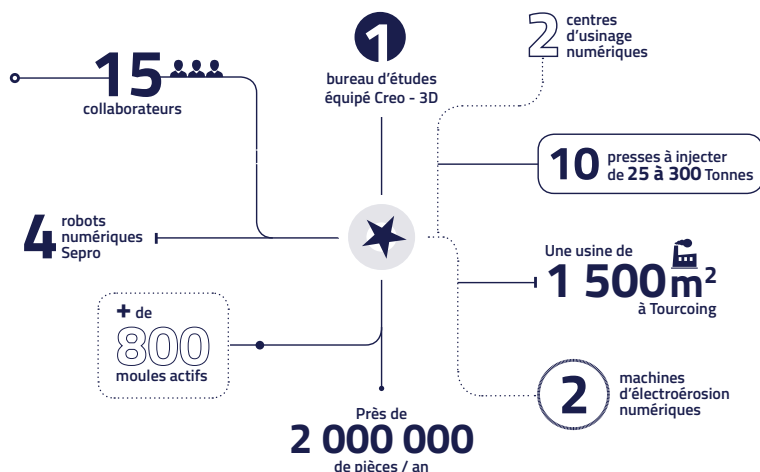 15
collaborateurs
1
bureau d’études
équipé Creo - 3D
2
centres
d’usinage
numériques
10
presses à injecter
de 25 à 300 Tonnes
4
robots
numériques
Sepro
Une usine de
1 500 m²
à Tourcoing
+ de
800
moules actifs
2
machines
d’électroérosion
numériques
Près de
2 000 000
de pièces / an